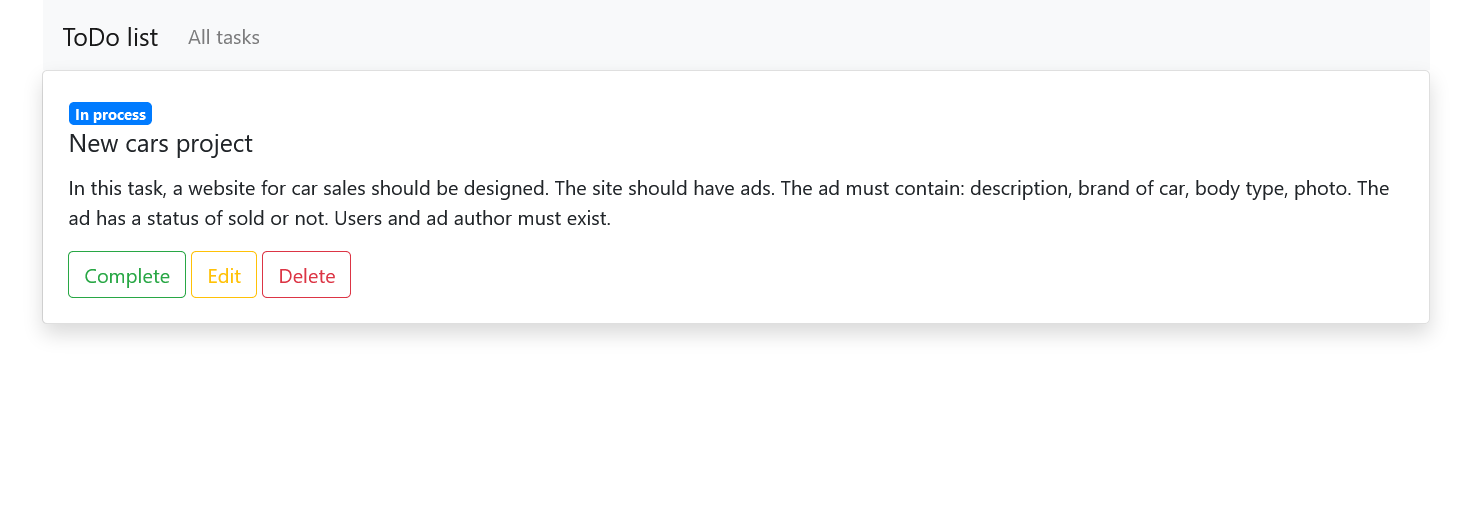 ToDo list All tasks
In process
New cars project
In this task, a website for car sales should be designed. The site should have ads. The ad must contain: description, brand of car, body type, photo. The
ad has a status of sold or not. Users and ad author must exist.
Complete Edit Delete